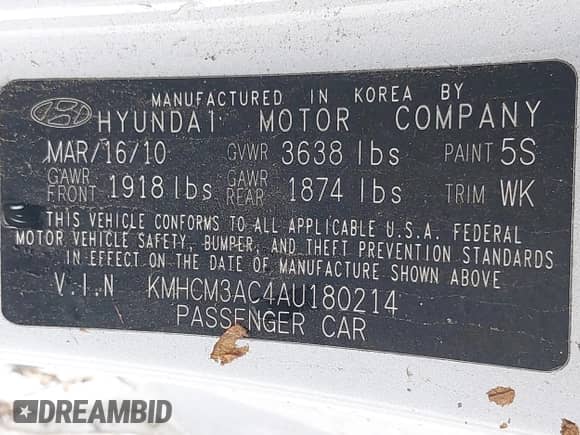 MANUFACTURED IN KOREA BY
HYUNDAI MOTOR COMPANY
MAR/16/10 GVWR 3638 lbs PAINT 5S
GAWR FRONT 1918 lbs GAWR REAR 1874 lbs TRIM WK
THIS VEHICLE CONFORMS TO ALL APPLICABLE U.S.A. FEDERAL
MOTOR VEHICLE SAFETY, BUMPER, AND THEFT PREVENTION STANDARDS
IN EFFECT ON THE DATE OF MANUFACTURE SHOWN ABOVE
V.I.N KMHCM3AC4AU180214
PASSENGER CAR
DREAMBID